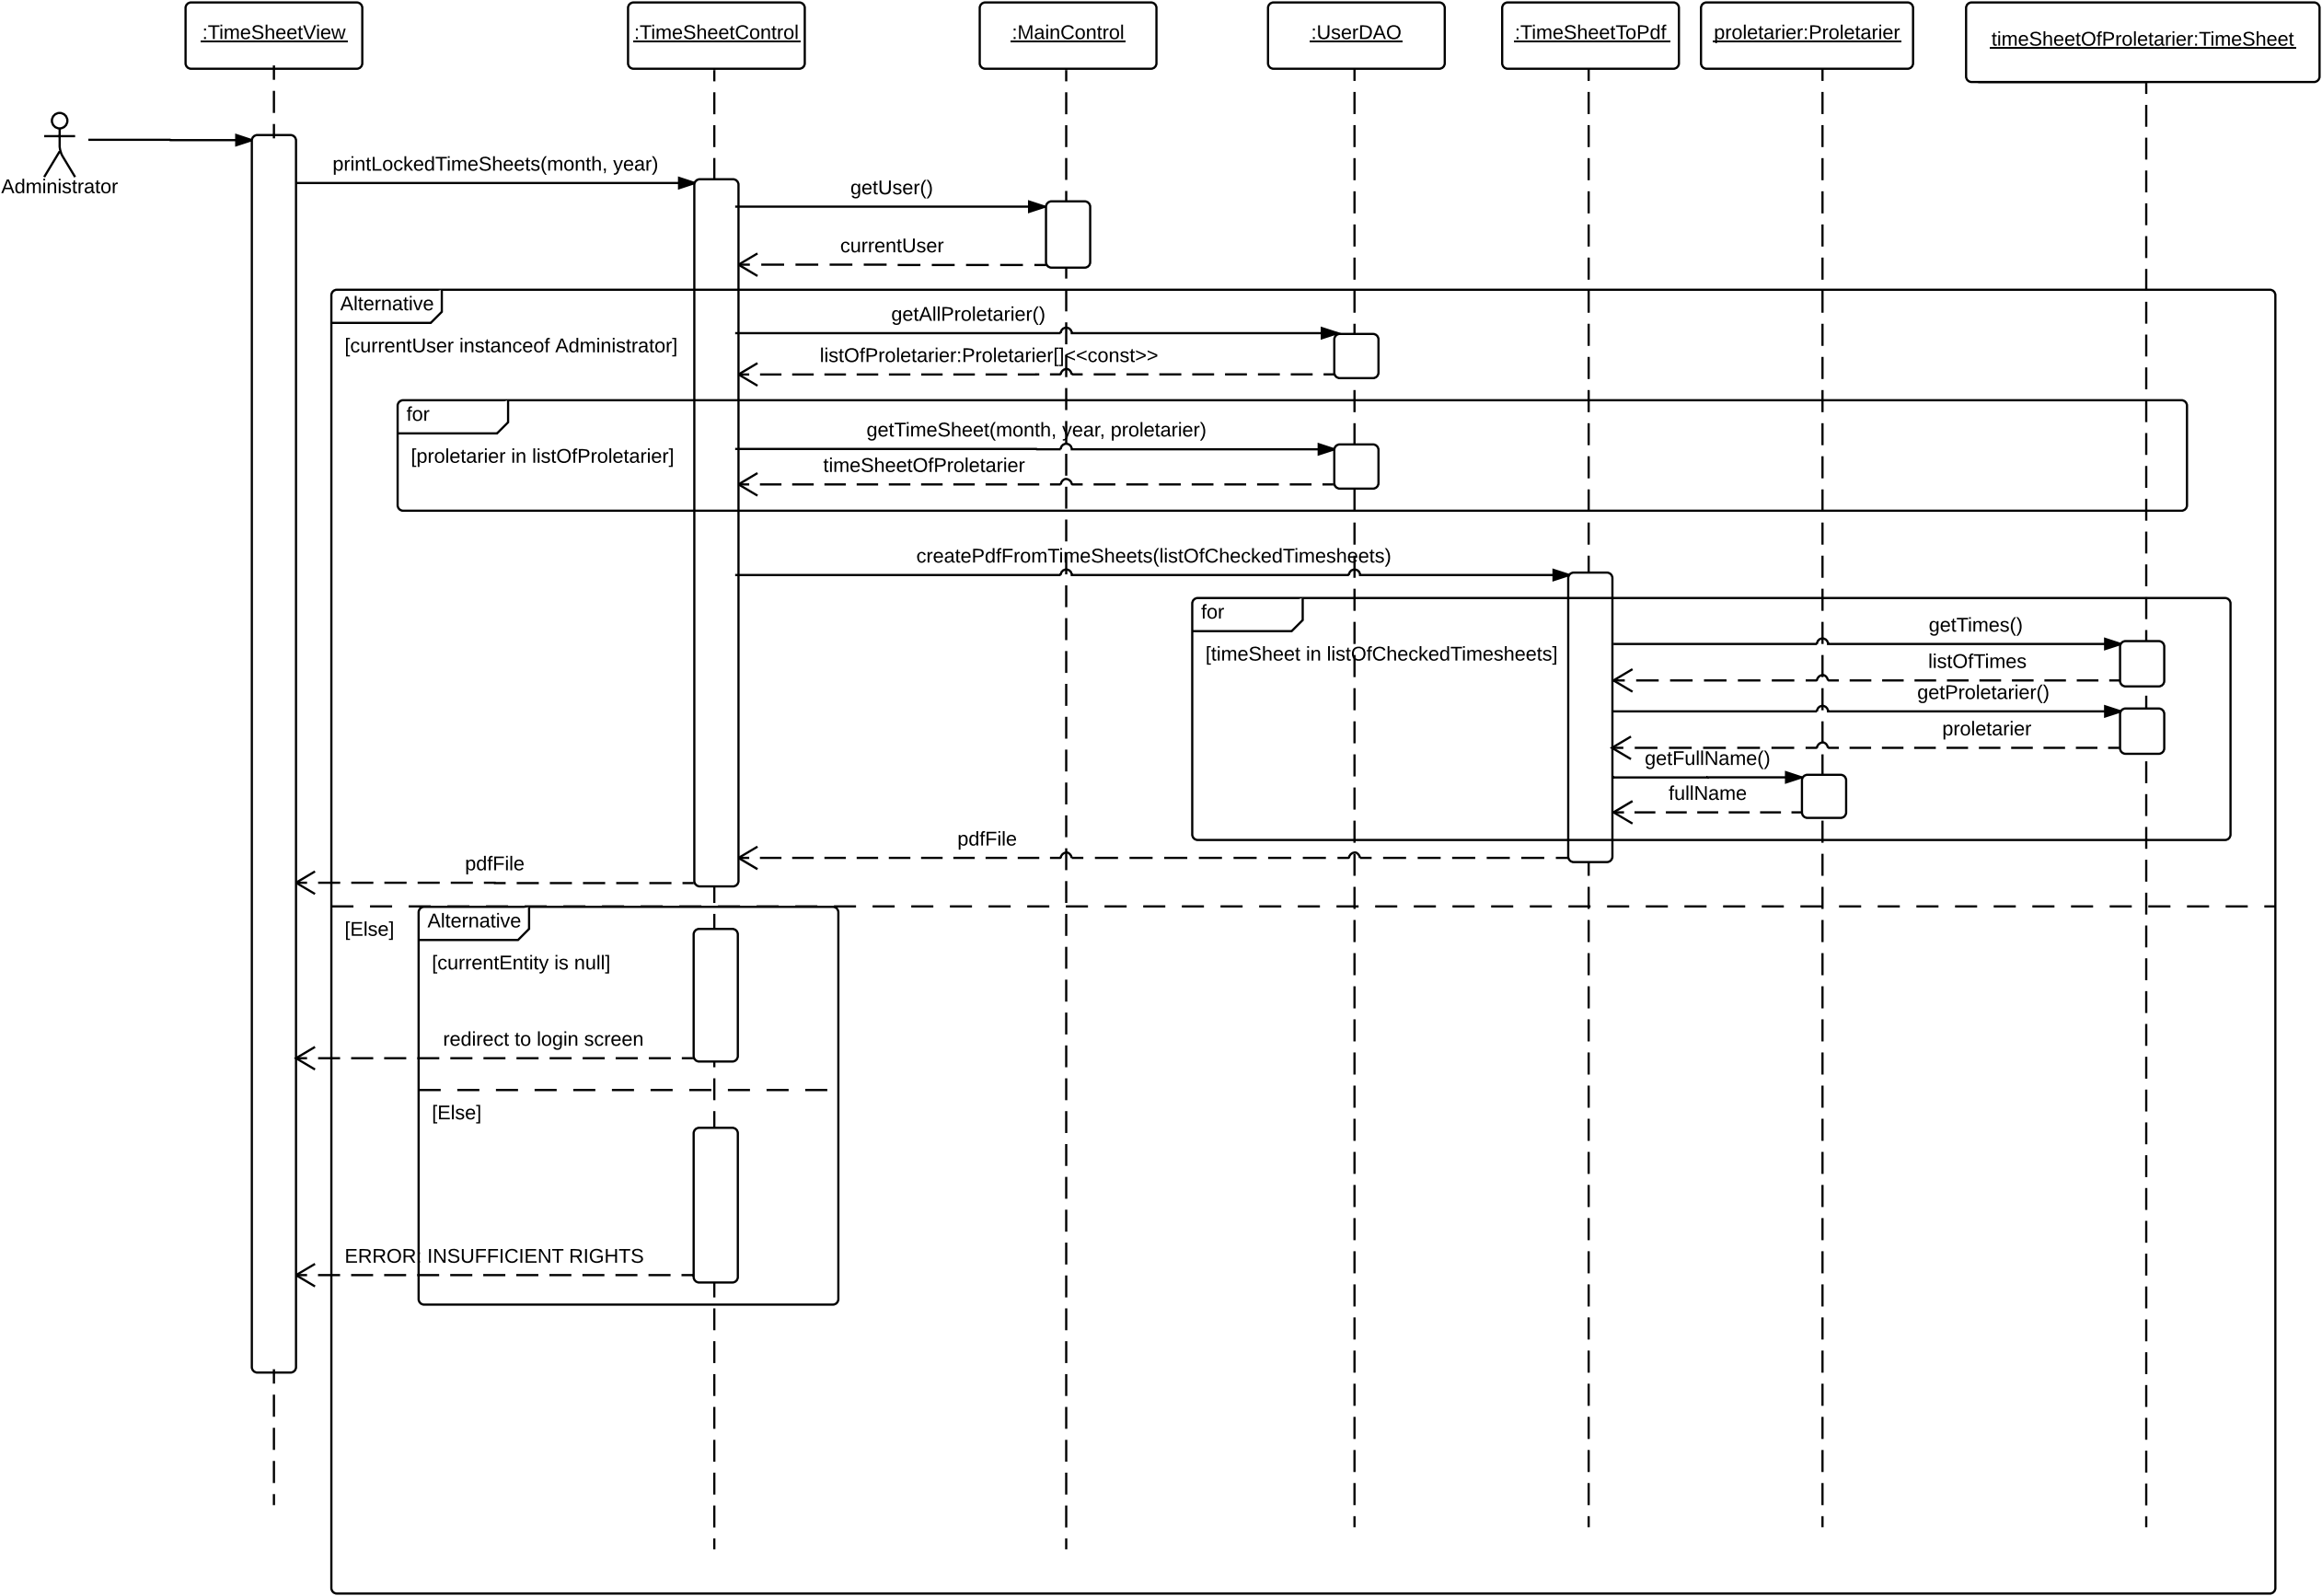 :TimeSheetView
:TimeSheetControl
:MainControl
:UserDAO
:TimeSheetToPdf
proletarier:Proletarier
timeSheetOfProletarier:TimeSheet
Administrator
printLockedTimeSheets(month, year)
getUser()
currentUser
Alternative
[currentUser instanceof Administrator]
getAllProletarier()
listOfProletarier:Proletarier[]<<const>>
for
[proletarier in listOfProletarier]
getTimeSheet(month, year, proletarier)
timeSheetOfProletarier
createPdfFromTimeSheets(listOfCheckedTimesheets)
for
[timeSheet in listOfCheckedTimesheets]
getTimes()
listOfTimes
getProletarier()
proletarier
getFullName()
fullName
pdfFile
pdfFile
[Else]
Alternative
[currentEntity is null]
redirect to login screen
[Else]
ERROR: INSUFFICIENT RIGHTS